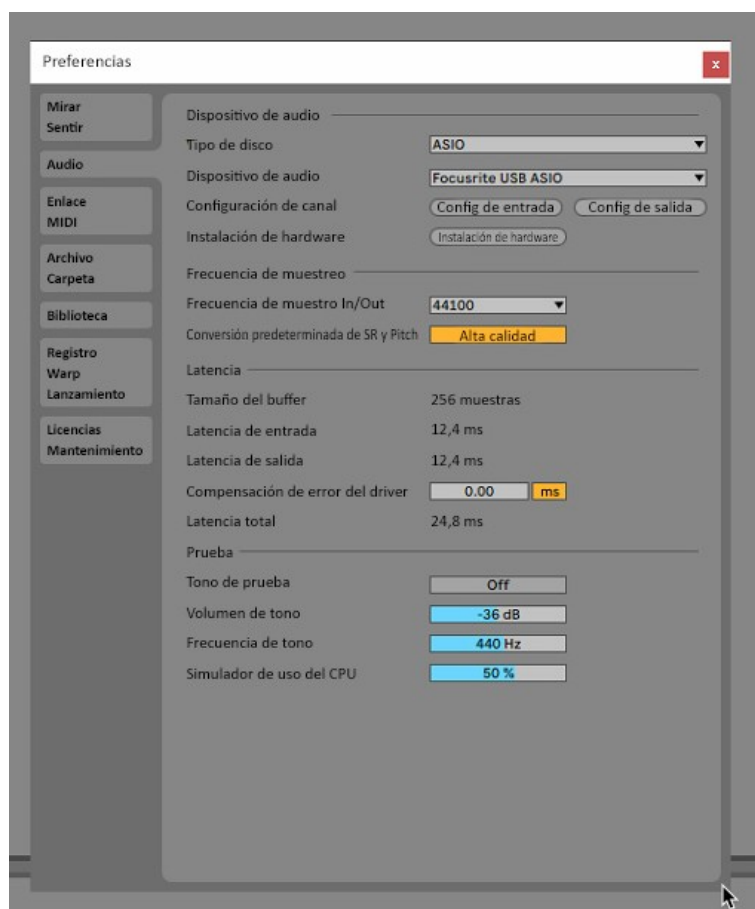 Preferencias
x
Mirar
Sentir
Audio
Enlace
MIDI
Archivo
Carpeta
Biblioteca
Registro
Warp
Lanzamiento
Licencias
Mantenimiento
Dispositivo de audio
Tipo de disco ASIO
Dispositivo de audio Focusrite USB ASIO
Configuración de canal Config de entrada Config de salida
Instalación de hardware Instalación de hardware
Frecuencia de muestreo
Frecuencia de muestro In/Out 44100
Conversión predeterminada de SR y Pitch Alta calidad
Latencia
Tamaño del buffer 256 muestras
Latencia de entrada 12,4 ms
Latencia de salida 12,4 ms
Compensación de error del driver 0.00 ms
Latencia total 24,8 ms
Prueba
Tono de prueba Off
Volumen de tono -36 dB
Frecuencia de tono 440 Hz
Simulador de uso del CPU 50 %